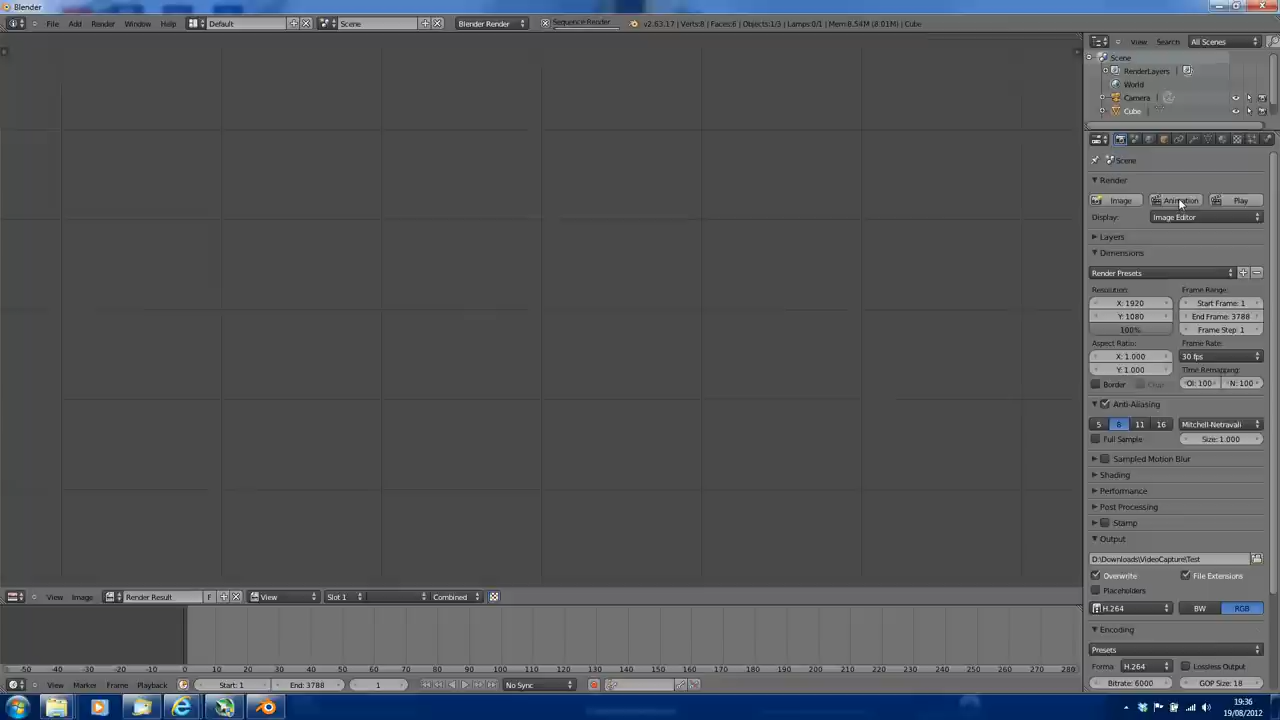 Blender
File Add Render Window Help Default Scene Blender Render Sequence Render v2.63.17 | Verts:8 | Faces:6 | Objects:1/3 | Lamps:0/1 | Mem:8.54M (8.01M) | Cube
View Search All Scenes
Scene
RenderLayers
World
Camera
Cube
Scene
Render
Image Animation Play
Display: Image Editor
Layers
Dimensions
Render Presets
Resolution: Frame Range:
X: 1920 Start Frame: 1
Y: 1080 End Frame: 3788
100% Frame Step: 1
Aspect Ratio: Frame Rate:
X: 1.000 30 fps
Y: 1.000 Time Remapping:
Border Crop Ol: 100 N: 100
Anti-Aliasing
5 8 11 16 Mitchell-Netravali
Full Sample Size: 1.000
Sampled Motion Blur
Shading
Performance
Post Processing
Stamp
Output
D:\Downloads\VideoCapture\Test
Overwrite File Extensions
Placeholders
H.264 BW RGB
Encoding
Presets
Forma H.264 Lossless Output
Bitrate: 6000 GOP Size: 18
View Image Render Result F View Slot 1 Combined
-50 -40 -30 -20 -10 0 10 20 30 40 50 60 70 80 90 100 110 120 130 140 150 160 170 180 190 200 210 220 230 240 250 260 270 280
View Marker Frame Playback Start: 1 End: 3788 1 No Sync
19:36
19/08/2012